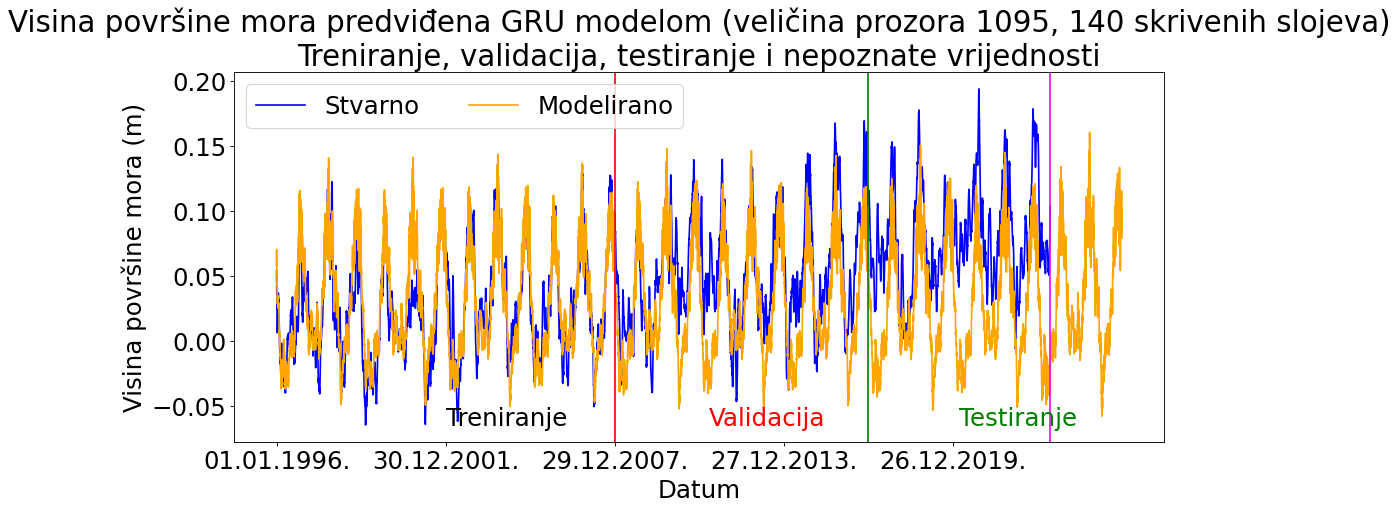 Visina površine mora predviđena GRU modelom (veličina prozora 1095, 140 skrivenih slojeva)
Treniranje, validacija, testiranje i nepoznate vrijednosti
Stvarno Modelirano
Visina površine mora (m)
0.20
0.15
0.10
0.05
0.00
−0.05
Treniranje Validacija Testiranje
01.01.1996. 30.12.2001. 29.12.2007. 27.12.2013. 26.12.2019.
Datum